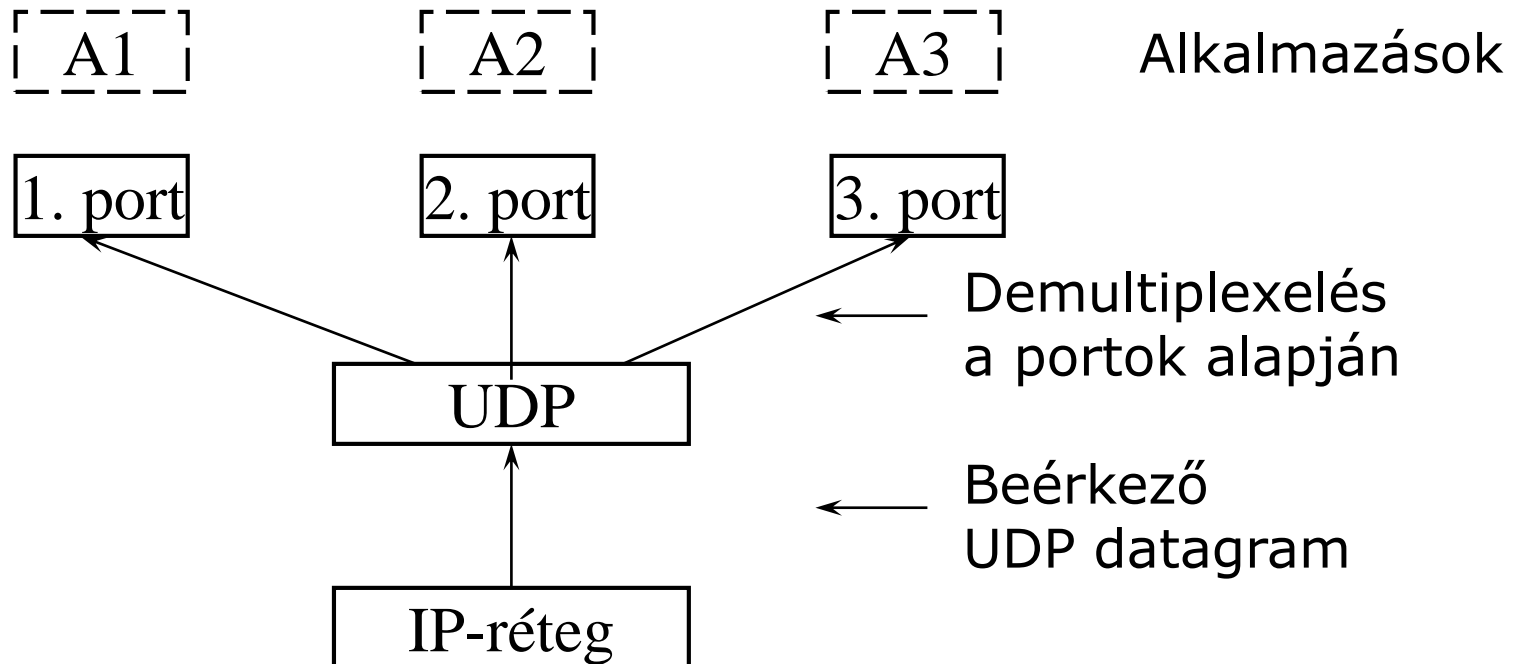 A1 A2 A3 Alkalmazások
1. port 2. port 3. port
Demultiplexelés
a portok alapján
UDP
Beérkező
UDP datagram
IP-réteg